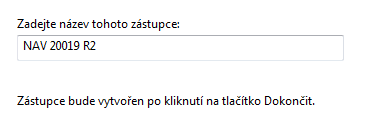 Zadejte název tohoto zástupce:
NAV 20019 R2
Zástupce bude vytvořen po kliknutí na tlačítko Dokončit.